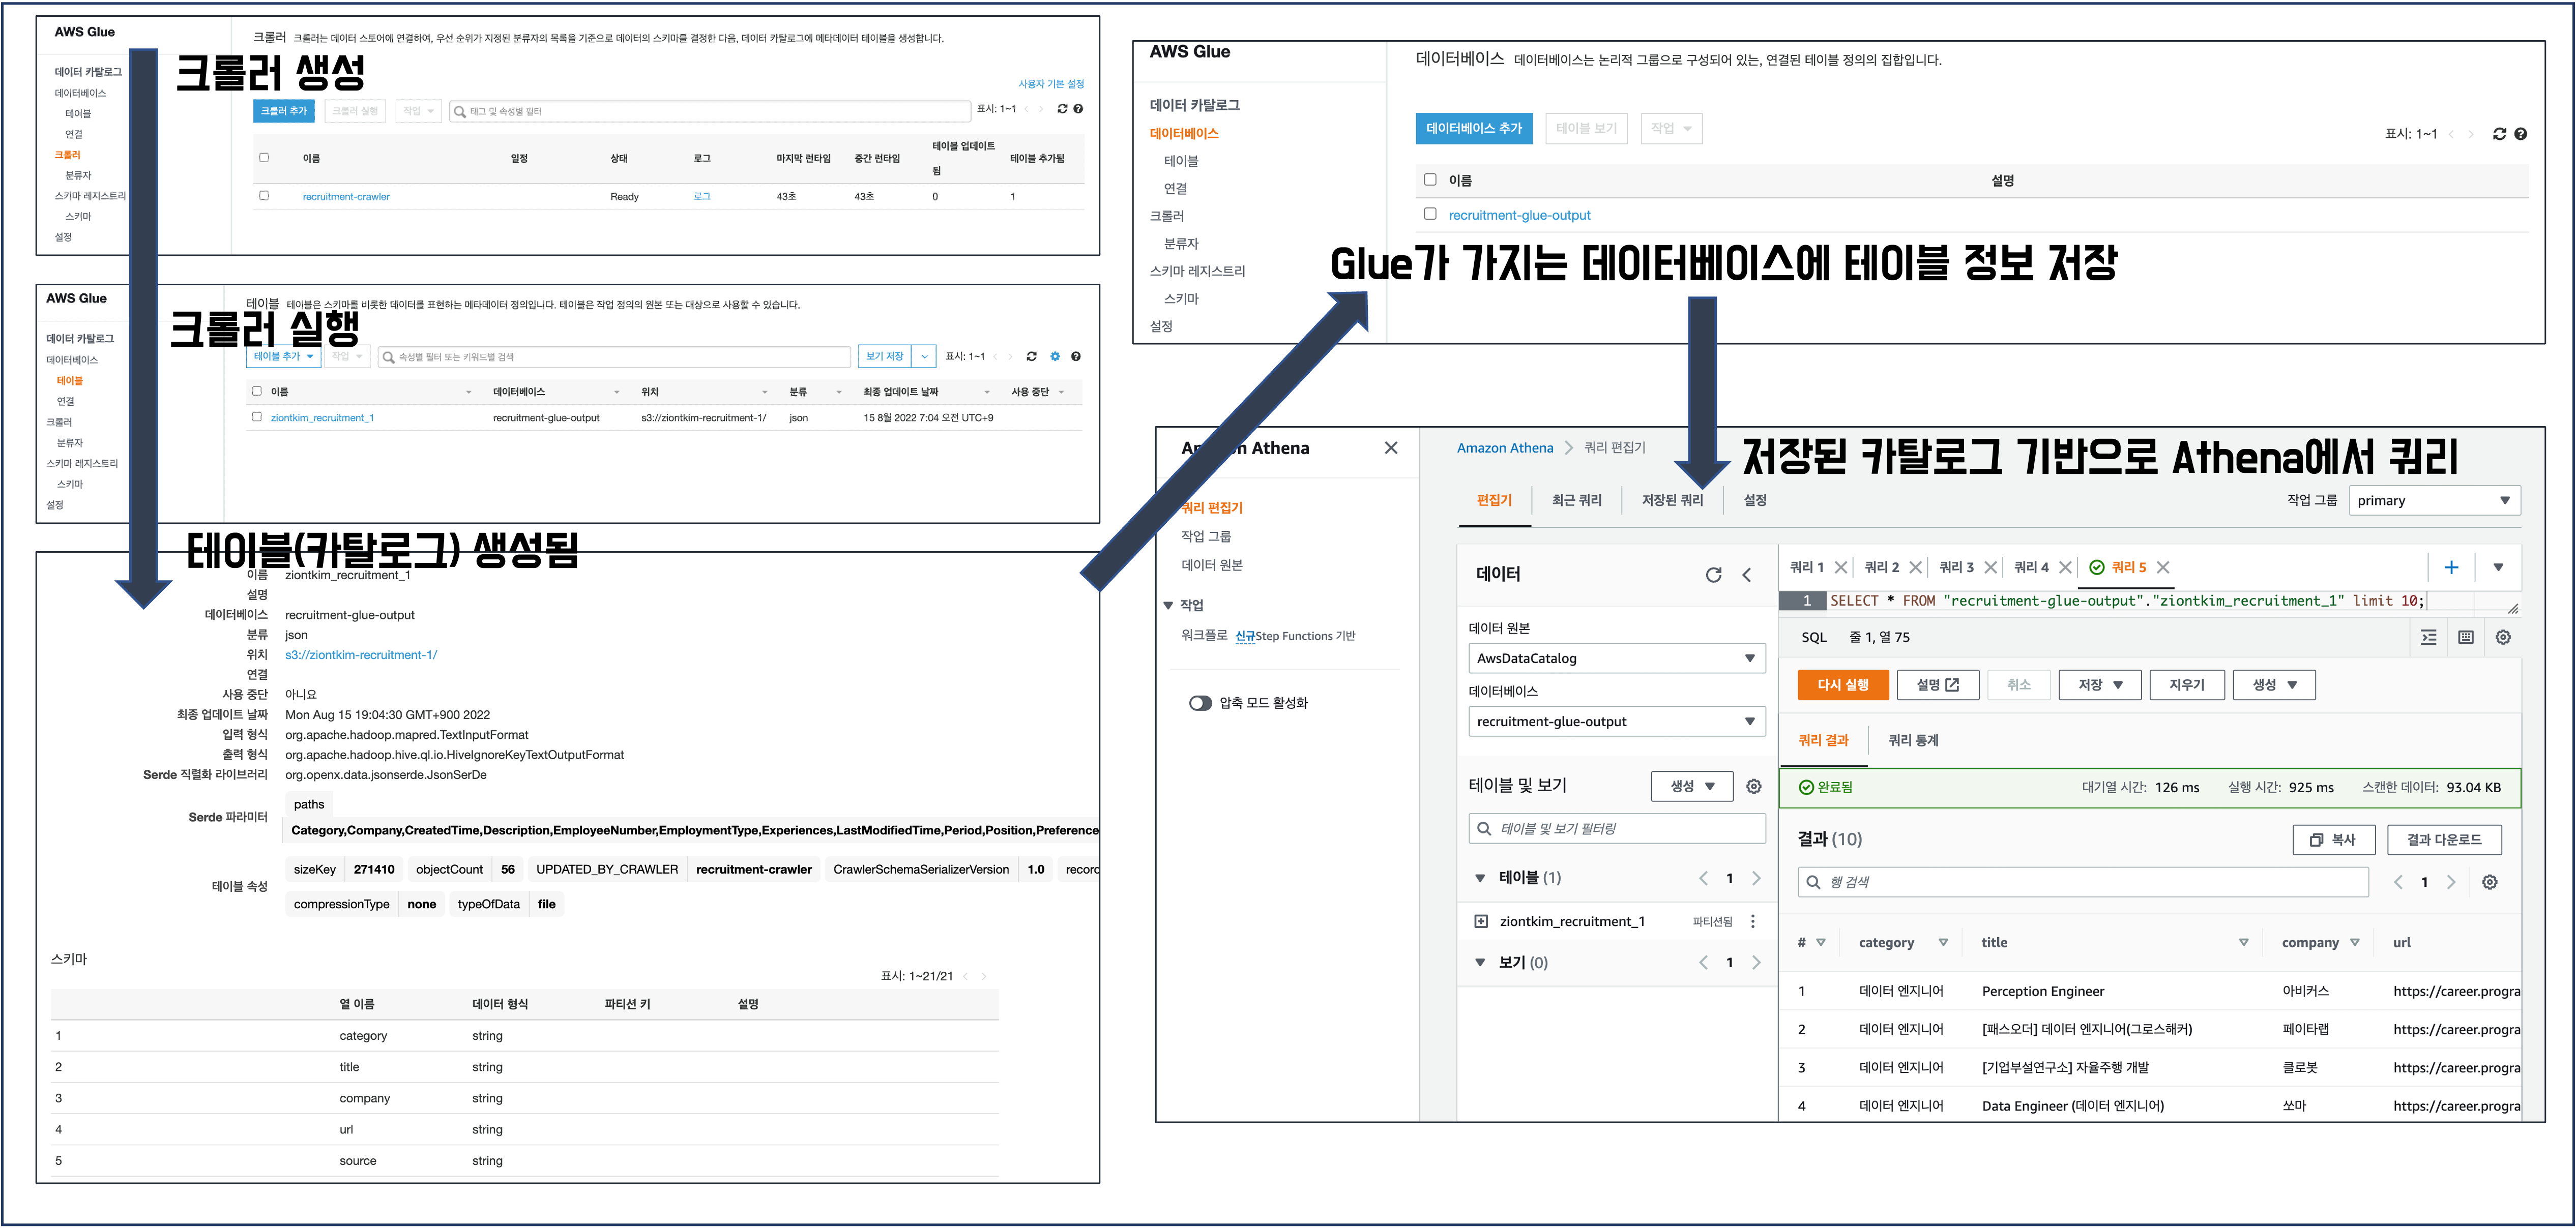 AWS Glue
데이터 카탈로그
데이터베이스
테이블
연결
크롤러
분류자
스키마 레지스트리
스키마
설정
크롤러 크롤러는 데이터 스토어에 연결하여, 우선 순위가 지정된 분류자의 목록을 기준으로 데이터의 스키마를 결정한 다음, 데이터 카탈로그에 메타데이터 테이블을 생성합니다.
크롤러 생성
사용자 기본 설정
크롤러 추가 크롤러 실행 작업 태그 및 속성별 필터 표시: 1~1
이름 일정 상태 로그 마지막 런타임 중간 런타임 테이블 업데이트됨 테이블 추가됨
recruitment-crawler Ready 로그 43초 43초 0 1
AWS Glue
데이터 카탈로그
데이터베이스
테이블
연결
크롤러
분류자
스키마 레지스트리
스키마
설정
테이블 테이블은 스키마를 비롯한 데이터를 표현하는 메타데이터 정의입니다. 테이블은 작업 정의의 원본 또는 대상으로 사용할 수 있습니다.
크롤러 실행
테이블 추가 작업 속성별 필터 또는 키워드별 검색 보기 저장 표시: 1~1
이름 데이터베이스 위치 분류 최종 업데이트 날짜 사용 중단
ziontkim_recruitment_1 recruitment-glue-output s3://ziontkim-recruitment-1/ json 15 8월 2022 7:04 오전 UTC+9
테이블(카탈로그) 생성됨
이름 ziontkim_recruitment_1
설명
데이터베이스 recruitment-glue-output
분류 json
위치 s3://ziontkim-recruitment-1/
연결
사용 중단 아니요
최종 업데이트 날짜 Mon Aug 15 19:04:30 GMT+900 2022
입력 형식 org.apache.hadoop.mapred.TextInputFormat
출력 형식 org.apache.hadoop.hive.ql.io.HiveIgnoreKeyTextOutputFormat
Serde 직렬화 라이브러리 org.openx.data.jsonserde.JsonSerDe
paths
Serde 파라미터
Category,Company,CreatedTime,Description,EmployeeNumber,EmploymentType,Experiences,LastModifiedTime,Period,Position,Preference
sizeKey 271410 objectCount 56 UPDATED_BY_CRAWLER recruitment-crawler CrawlerSchemaSerializerVersion 1.0 recorc
테이블 속성
compressionType none typeOfData file
스키마
표시: 1~21/21
열 이름 데이터 형식 파티션 키 설명
1 category string
2 title string
3 company string
4 url string
5 source string
AWS Glue
데이터 카탈로그
데이터베이스
테이블
연결
크롤러
분류자
스키마 레지스트리
스키마
설정
데이터베이스 데이터베이스는 논리적 그룹으로 구성되어 있는, 연결된 테이블 정의의 집합입니다.
데이터베이스 추가 테이블 보기 작업
표시: 1~1
이름 설명
recruitment-glue-output
Glue가 가지는 데이터베이스에 테이블 정보 저장
Amazon Athena
쿼리 편집기
작업 그룹
데이터 원본
작업
워크플로 신규 Step Functions 기반
압축 모드 활성화
Amazon Athena 쿼리 편집기
저장된 카탈로그 기반으로 Athena에서 쿼리
편집기 최근 쿼리 저장된 쿼리 설정
작업 그룹 primary
데이터
데이터 원본
AwsDataCatalog
데이터베이스
recruitment-glue-output
테이블 및 보기 생성
테이블 및 보기 필터링
테이블 (1) 1
ziontkim_recruitment_1 파티션됨
보기 (0) 1
쿼리 1 쿼리 2 쿼리 3 쿼리 4 쿼리 5
1 SELECT * FROM "recruitment-glue-output"."ziontkim_recruitment_1" limit 10;
SQL 줄 1, 열 75
다시 실행 설명 취소 저장 지우기 생성
쿼리 결과 쿼리 통계
완료됨 대기열 시간: 126 ms 실행 시간: 925 ms 스캔한 데이터: 93.04 KB
결과 (10) 복사 결과 다운로드
행 검색 1
# category title company url
1 데이터 엔지니어 Perception Engineer 아비커스 https://career.progra
2 데이터 엔지니어 [패스오더] 데이터 엔지니어(그로스해커) 페이타랩 https://career.progra
3 데이터 엔지니어 [기업부설연구소] 자율주행 개발 클로봇 https://career.progra
4 데이터 엔지니어 Data Engineer (데이터 엔지니어) 쏘마 https://career.progra